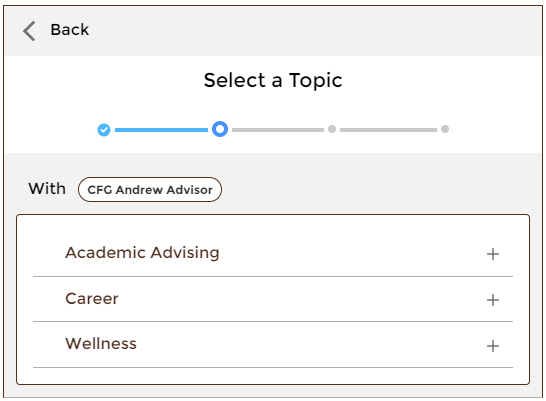 Back
Select a Topic
With CFG Andrew Advisor
Academic Advising
Career
Wellness